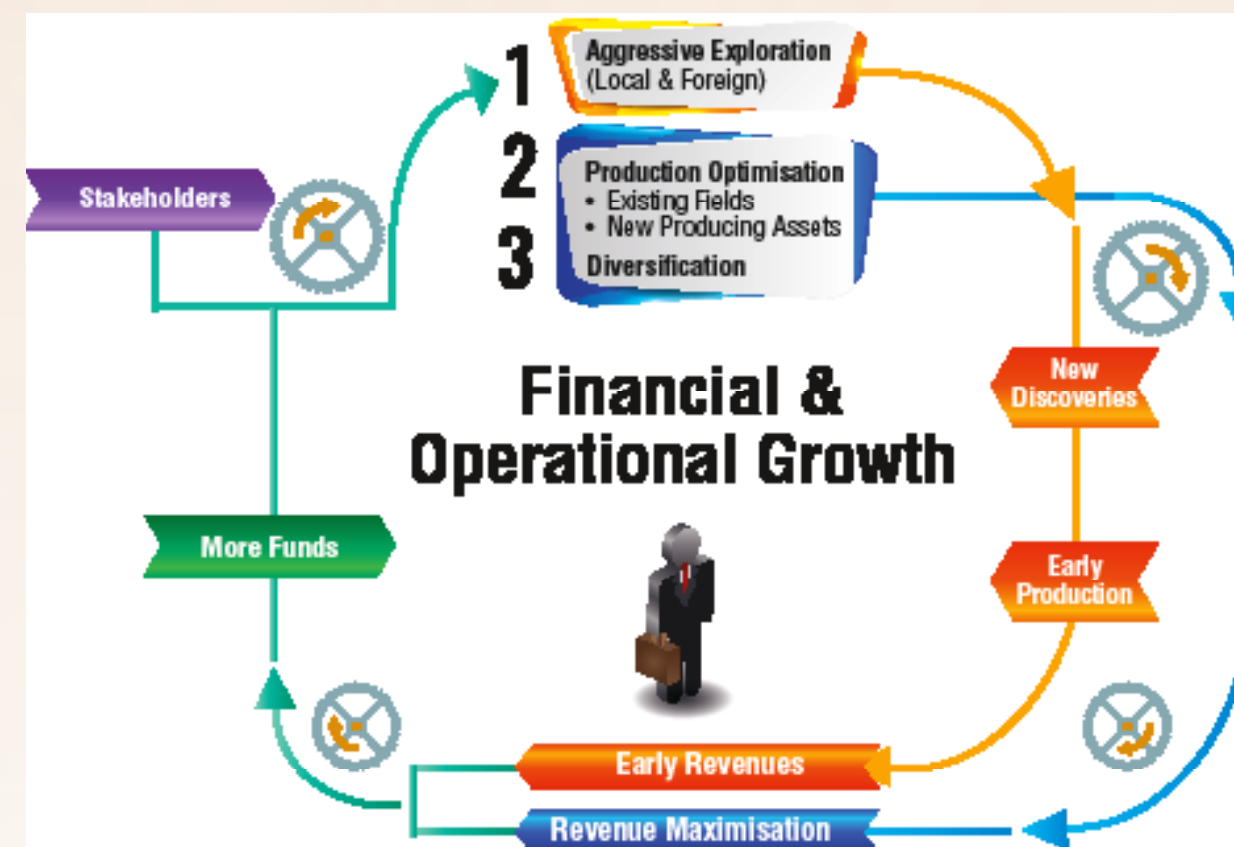 1
Aggressive Exploration
(Local & Foreign)
2
Production Optimisation
• Existing Fields
• New Producing Assets
3
Diversification
Stakeholders
New
Discoveries
Financial &
Operational Growth
More Funds
Early
Production
Early Revenues
Revenue Maximisation